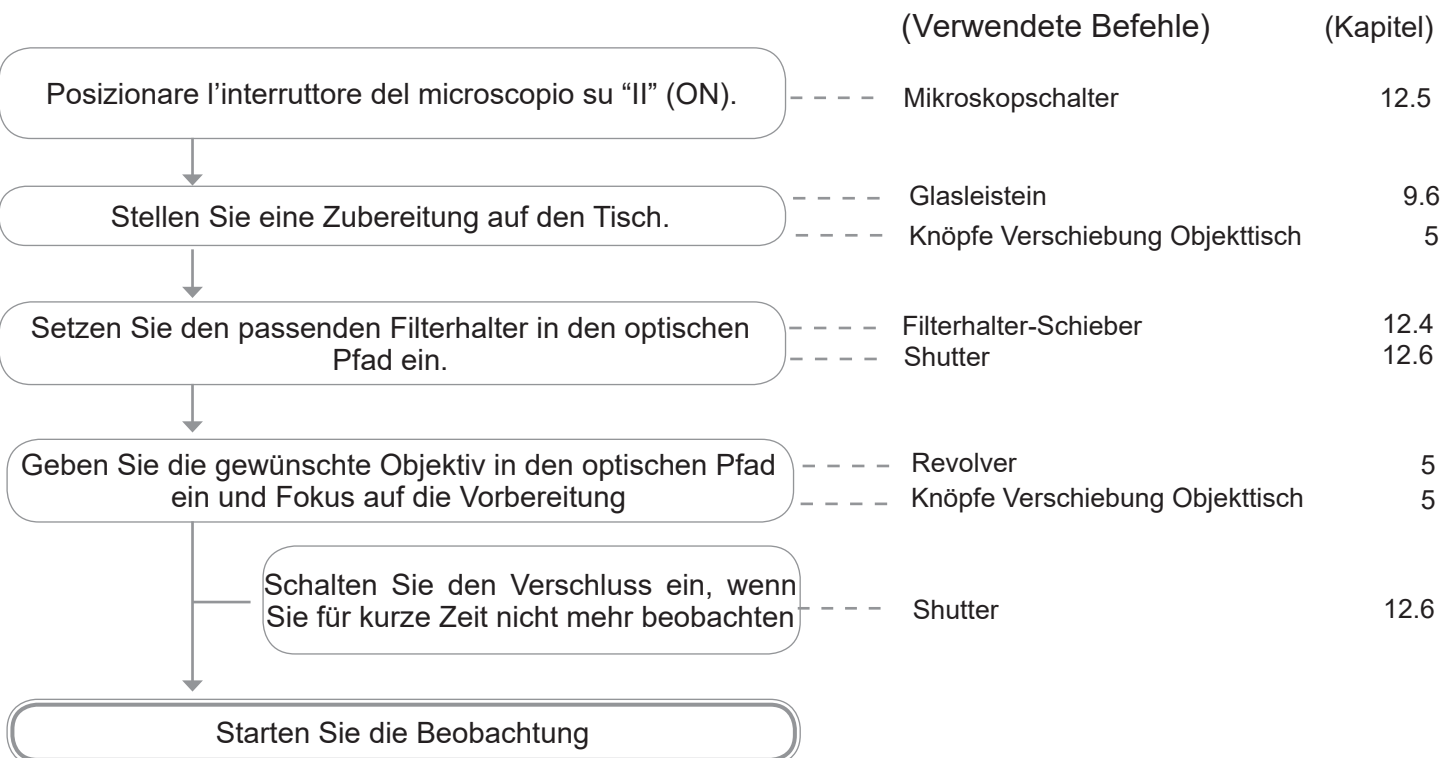 (Verwendete Befehle) (Kapitel)
Posizionare l’interruttore del microscopio su “II” (ON).
Mikroskopschalter 12.5
Stellen Sie eine Zubereitung auf den Tisch.
Glasleistein 9.6
Knöpfe Verschiebung Objekttisch 5
Setzen Sie den passenden Filterhalter in den optischen
Pfad ein.
Filterhalter-Schieber 12.4
Shutter 12.6
Geben Sie die gewünschte Objektiv in den optischen Pfad
ein und Fokus auf die Vorbereitung
Revolver 5
Knöpfe Verschiebung Objekttisch 5
Schalten Sie den Verschluss ein, wenn
Sie für kurze Zeit nicht mehr beobachten
Shutter 12.6
Starten Sie die Beobachtung